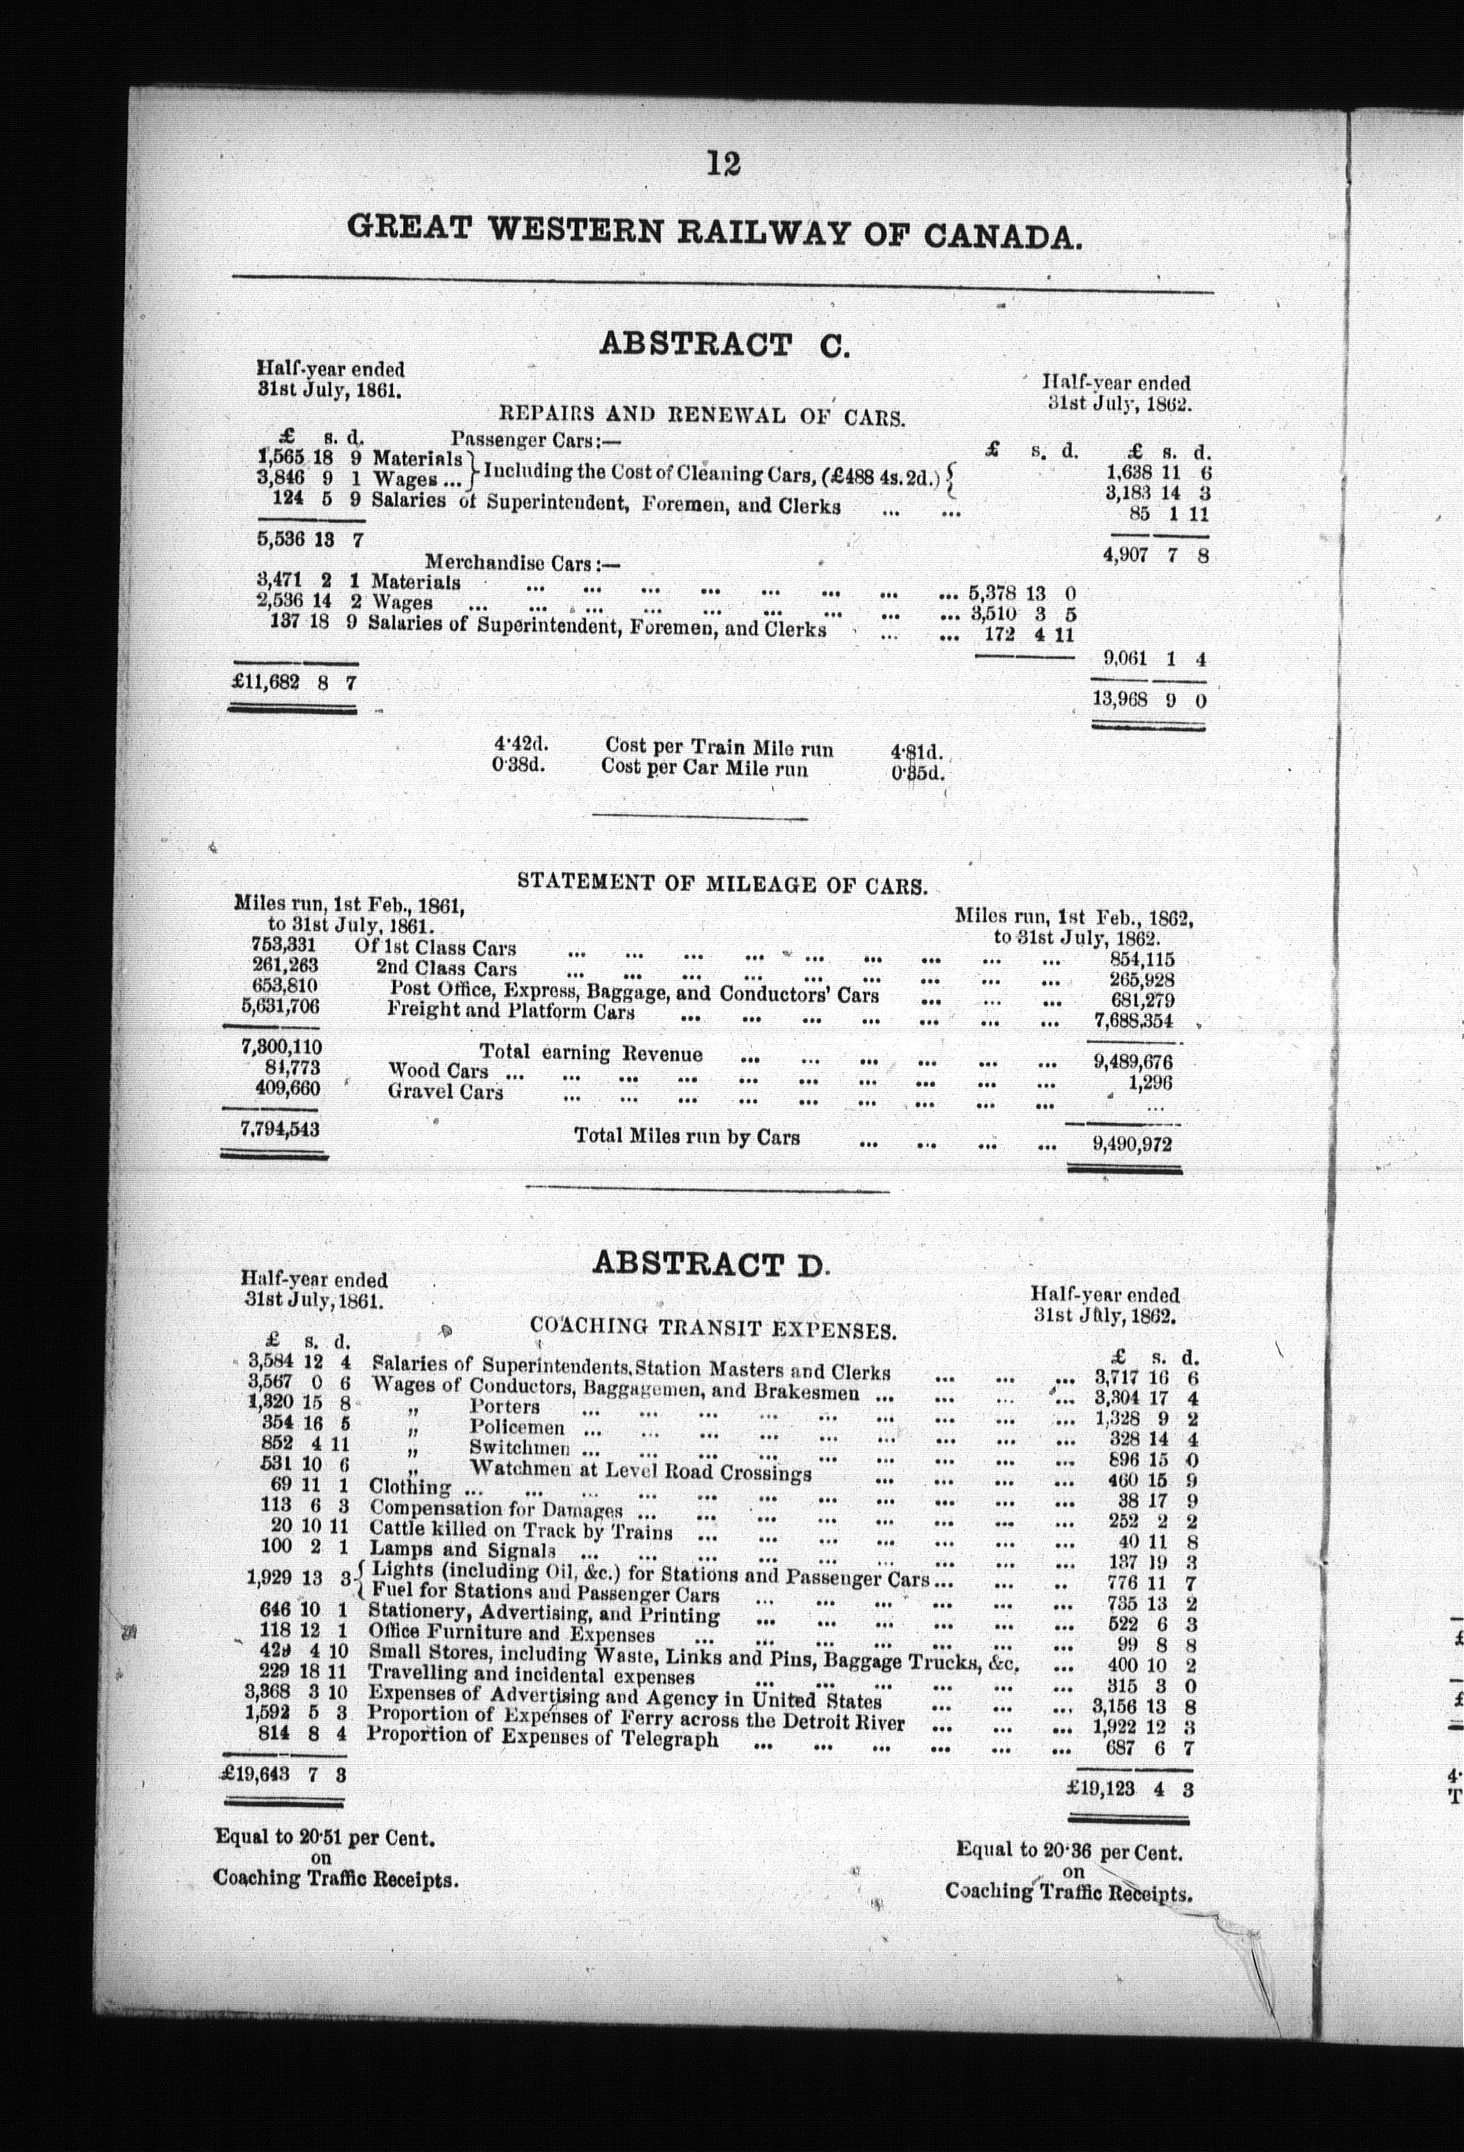 12
GREAT WESTERN RAILWAY OF CANADA.
ABSTRACT C.
Half-year ended
31st July, 1861.
Half-year ended
31st July, 1862.
REPAIRS AND RENEWAL OF CARS.
£ s. d. Passenger Cars:— £ s. d. £ s. d.
1,565 18 9 Materials } Including the Cost of Cleaning Cars, (£488 4s. 2d.) { 1,638 11 6
3,846 9 1 Wages ... 3,183 14 3
124 5 9 Salaries of Superintendent, Foremen, and Clerks ... ... 85 1 11
5,536 13 7 4,907 7 8
Merchandise Cars:—
3,471 2 1 Materials ... ... ... ... ... ... ... ... 5,378 13 0
2,536 14 2 Wages ... ... ... ... ... ... ... ... ... 3,510 3 5
137 18 9 Salaries of Superintendent, Foremen, and Clerks ... ... 172 4 11
9,061 1 4
£11,682 8 7 13,968 9 0
4·42d. Cost per Train Mile run 4·81d.
0·38d. Cost per Car Mile run 0·35d.
STATEMENT OF MILEAGE OF CARS.
Miles run, 1st Feb., 1861,
to 31st July, 1861.
Miles run, 1st Feb., 1862,
to 31st July, 1862.
753,331 Of 1st Class Cars ... ... ... ... ... ... ... ... ... 854,115
261,263 2nd Class Cars ... ... ... ... ... ... ... ... ... 265,928
653,810 Post Office, Express, Baggage, and Conductors' Cars ... ... ... 681,279
5,631,706 Freight and Platform Cars ... ... ... ... ... ... ... 7,688,354
7,300,110 Total earning Revenue ... ... ... ... ... ... 9,489,676
84,773 Wood Cars ... ... ... ... ... ... ... ... ... ... 1,296
409,660 Gravel Cars ... ... ... ... ... ... ... ... ... ...
7,794,543 Total Miles run by Cars ... ... ... ... 9,490,972
ABSTRACT D.
Half-year ended
31st July, 1861.
Half-year ended
31st July, 1862.
COACHING TRANSIT EXPENSES.
£ s. d. £ s. d.
3,584 12 4 Salaries of Superintendents, Station Masters and Clerks ... ... ... 3,717 16 6
3,567 0 6 Wages of Conductors, Baggagemen, and Brakesmen ... ... ... ... 3,304 17 4
1,320 15 8 „ Porters ... ... ... ... ... ... ... ... ... 1,328 9 2
354 16 5 „ Policemen ... ... ... ... ... ... ... ... ... 328 14 4
852 4 11 „ Switchmen ... ... ... ... ... ... ... ... ... 896 15 0
531 10 6 „ Watchmen at Level Road Crossings ... ... ... ... 460 15 9
69 11 1 Clothing ... ... ... ... ... ... ... ... ... ... ... 38 17 9
113 6 3 Compensation for Damages ... ... ... ... ... ... ... ... 252 2 2
20 10 11 Cattle killed on Track by Trains ... ... ... ... ... ... ... 40 11 8
100 2 1 Lamps and Signals ... ... ... ... ... ... ... ... ... 137 19 3
1,929 13 3 { Lights (including Oil, &c.) for Stations and Passenger Cars ... ... .. 776 11 7
{ Fuel for Stations and Passenger Cars ... ... ... ... ... ... 735 13 2
646 10 1 Stationery, Advertising, and Printing ... ... ... ... ... ... 522 6 3
118 12 1 Office Furniture and Expenses ... ... ... ... ... ... ... 99 8 8
429 4 10 Small Stores, including Waste, Links and Pins, Baggage Trucks, &c. ... 400 10 2
229 18 11 Travelling and incidental expenses ... ... ... ... ... ... 315 3 0
3,368 3 10 Expenses of Advertising and Agency in United States ... ... ... 3,156 13 8
1,592 5 3 Proportion of Expenses of Ferry across the Detroit River ... ... ... 1,922 12 3
814 8 4 Proportion of Expenses of Telegraph ... ... ... ... ... ... 687 6 7
£19,643 7 3 £19,123 4 3
Equal to 20·51 per Cent.
on
Coaching Traffic Receipts.
Equal to 20·36 per Cent.
on
Coaching Traffic Receipts.